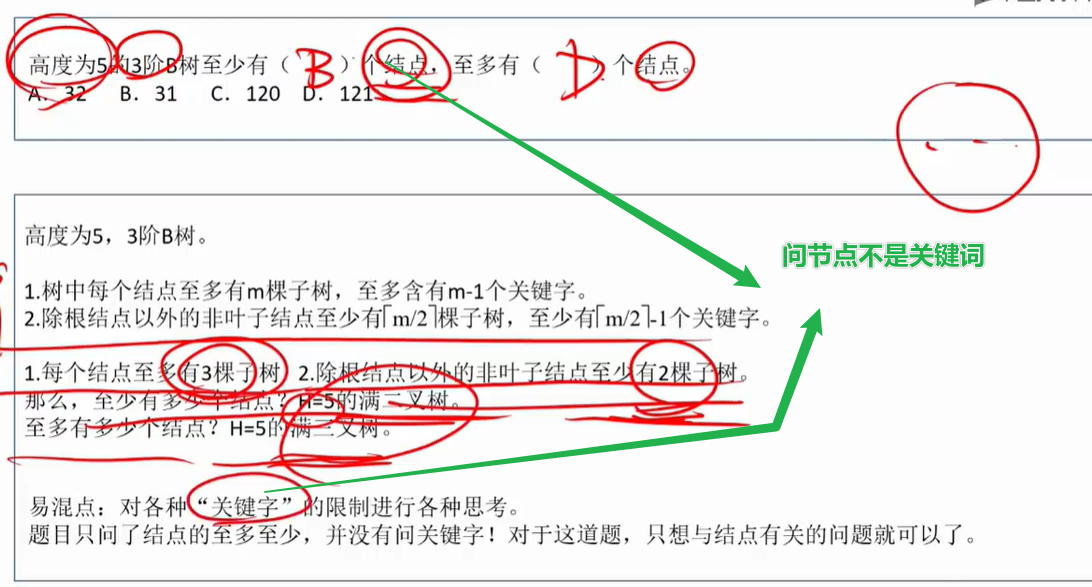 高度为5的3阶B树至少有（ B ）个结点，至多有（ D ）个结点。
A．32 B．31 C．120 D．121
高度为5，3阶B树。
问节点不是关键词
1.树中每个结点至多有m棵子树，至多含有m-1个关键字。
2.除根结点以外的非叶子结点至少有⌈m/2⌉棵子树，至少有⌈m/2⌉-1个关键字。
1.每个结点至多有3棵子树 2.除根结点以外的非叶子结点至少有2棵子树。
那么，至少有多少个结点？H=5的满二叉树。
至多有多少个结点？H=5的满三叉树。
易混点：对各种“关键字”的限制进行各种思考。
题目只问了结点的至多至少，并没有问关键字！对于这道题，只想与结点有关的问题就可以了。